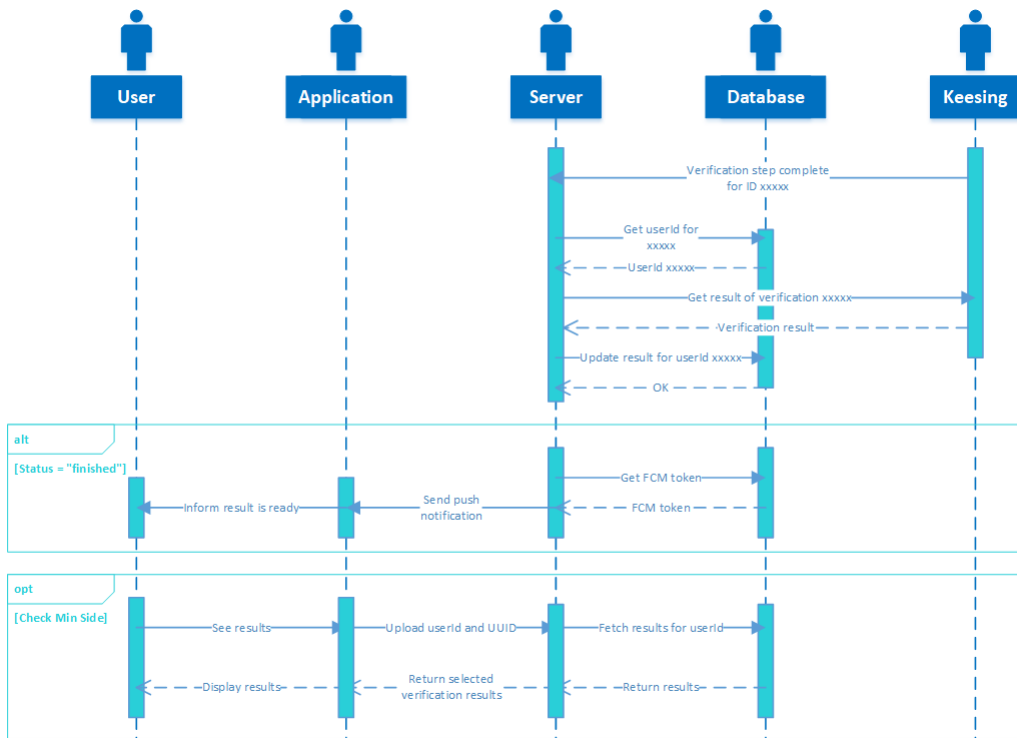 User
Application
Server
Database
Keesing
Verification step complete
for ID xxxxx
Get userId for
xxxxx
UserId xxxxx
Get result of verification xxxxx
Verification result
Update result for userId xxxxx
OK
alt
[Status = "finished"]
Get FCM token
Inform result is ready
Send push
notification
FCM token
opt
[Check Min Side]
See results
Upload userId and UUID
Fetch results for userId
Display results
Return selected
verification results
Return results